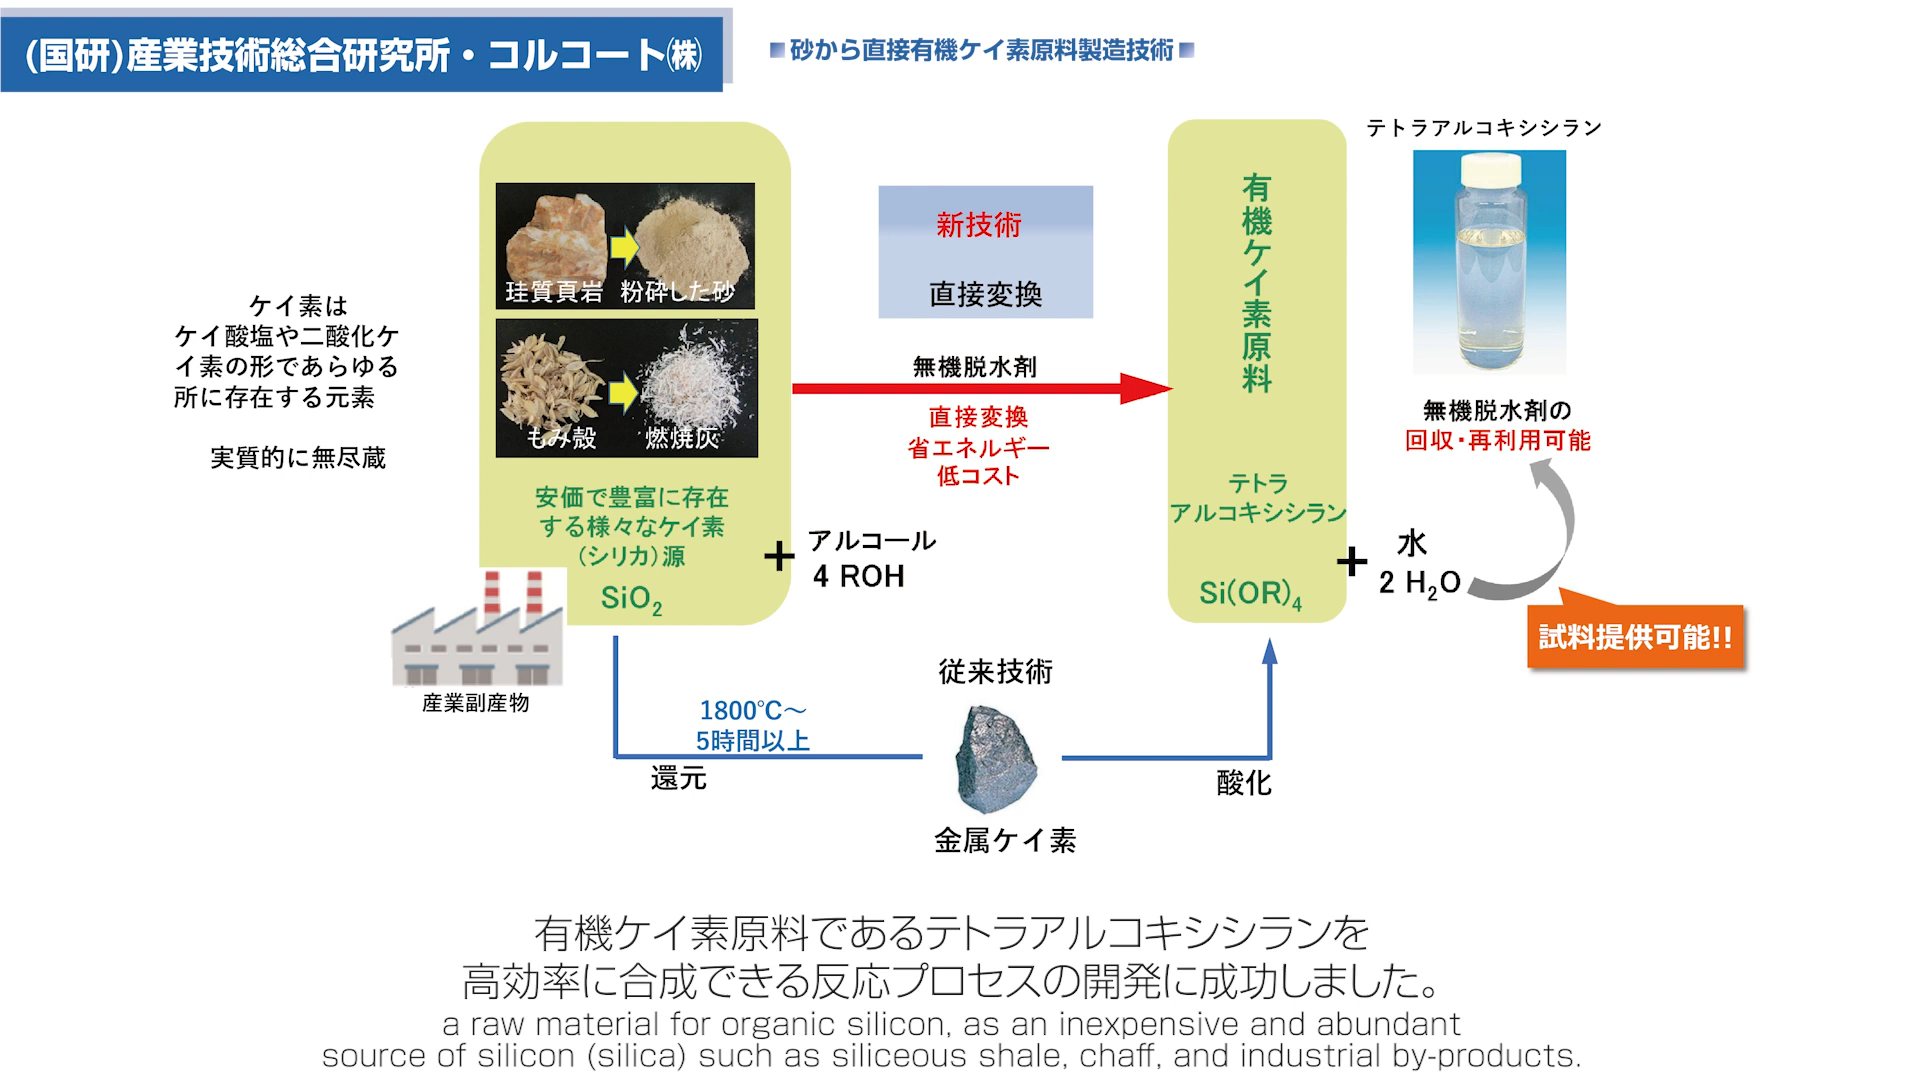 (国研)産業技術総合研究所・コルコート㈱
砂から直接有機ケイ素原料製造技術
ケイ素は
ケイ酸塩や二酸化ケ
イ素の形であらゆる
所に存在する元素
実質的に無尽蔵
珪質頁岩 粉砕した砂
もみ殻 燃焼灰
安価で豊富に存在
する様々なケイ素
(シリカ)源
SiO2
産業副産物
+ アルコール
4 ROH
新技術
直接変換
無機脱水剤
直接変換
省エネルギー
低コスト
有機ケイ素原料
テトラ
アルコキシシラン
Si(OR)4
+ 水
2 H2O
テトラアルコキシシラン
無機脱水剤の
回収・再利用可能
試料提供可能!!
従来技術
1800℃～
5時間以上
還元
酸化
金属ケイ素
有機ケイ素原料であるテトラアルコキシシランを
高効率に合成できる反応プロセスの開発に成功しました。
a raw material for organic silicon, as an inexpensive and abundant
source of silicon (silica) such as siliceous shale, chaff, and industrial by-products.